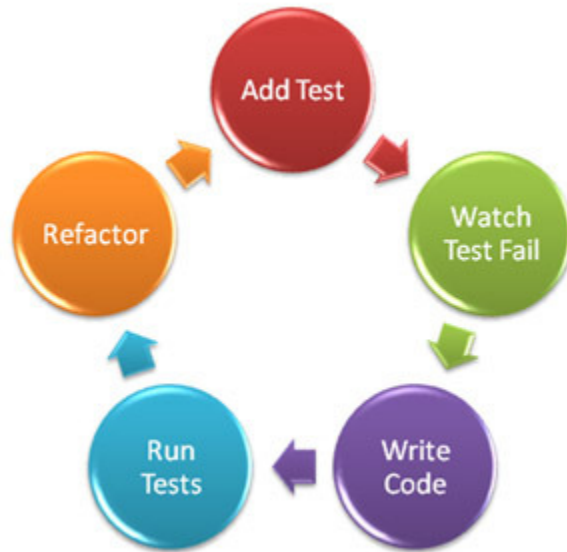 Add Test
Watch
Test Fail
Write
Code
Run
Tests
Refactor